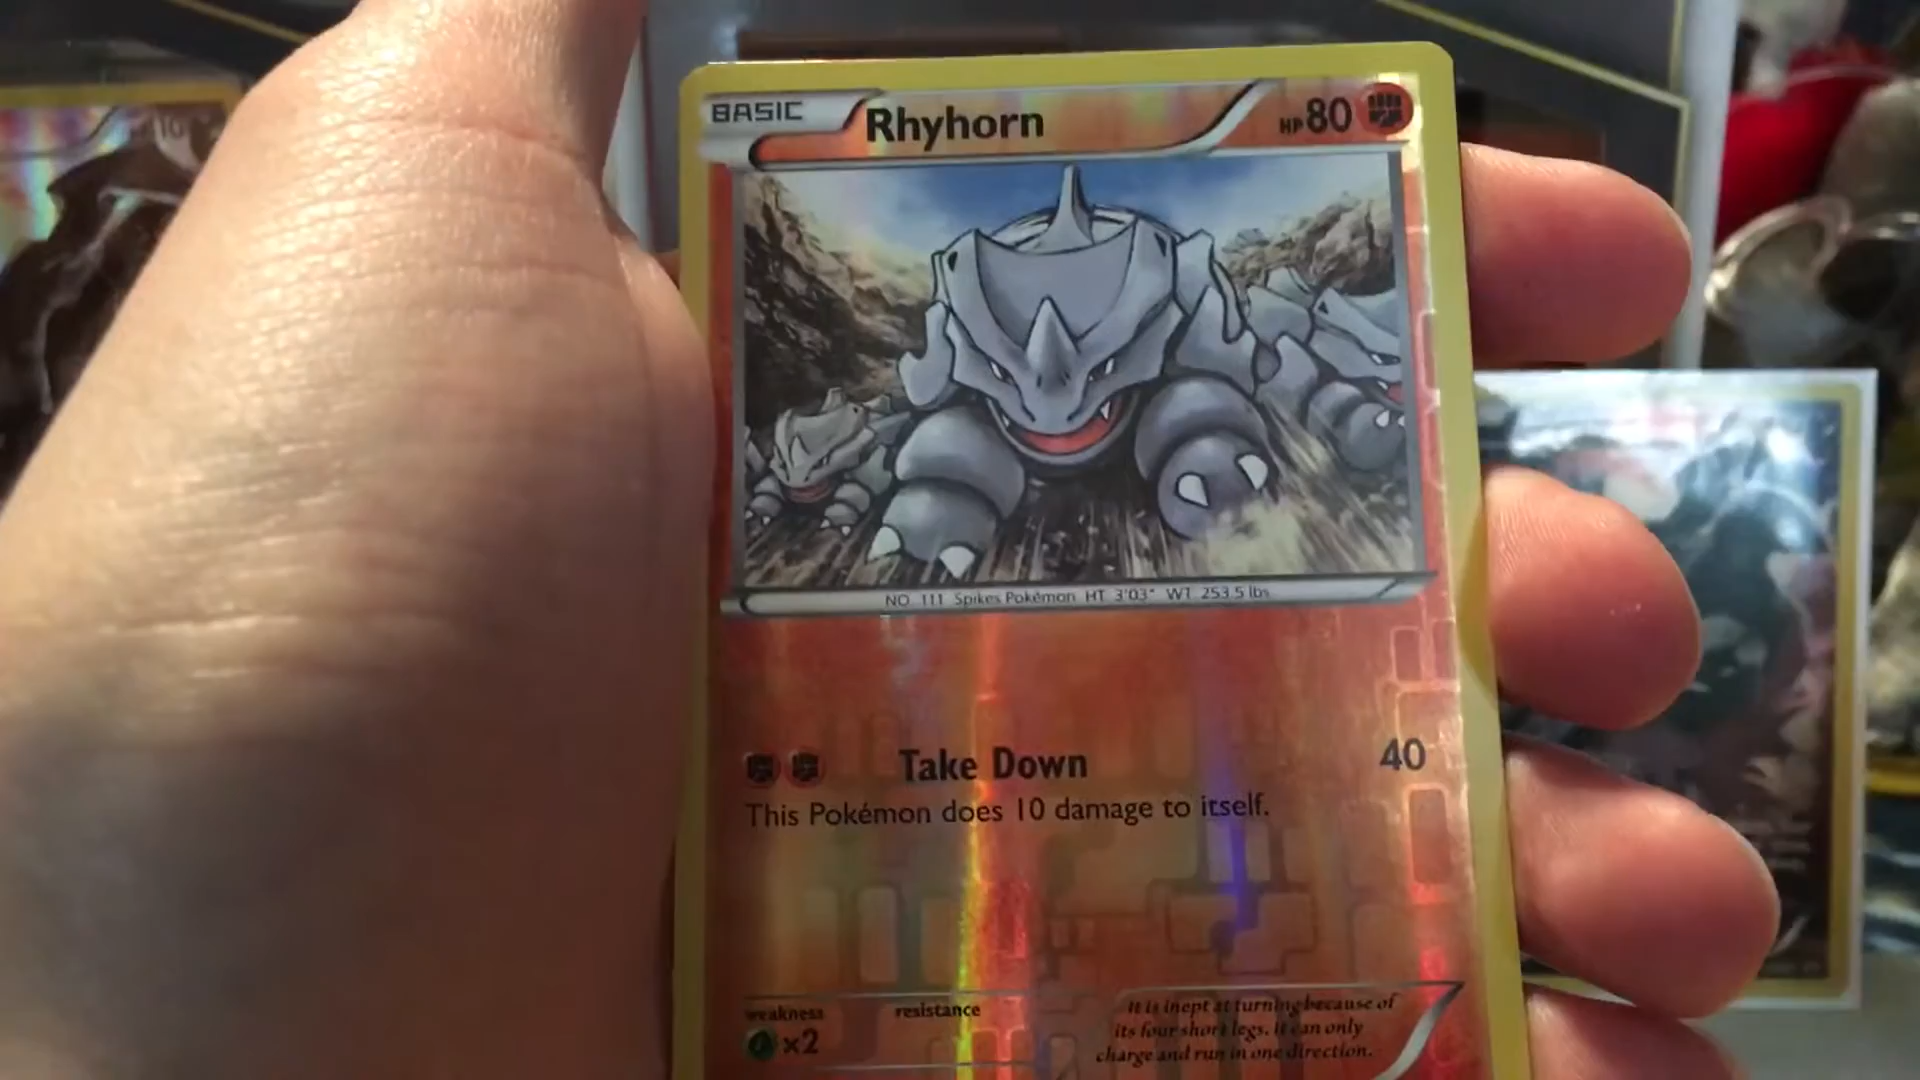 BASIC Rhyhorn HP80
NO. 111 Spikes Pokémon HT 3'03" WT. 253.5 lbs.
Take Down 40
This Pokémon does 10 damage to itself.
weakness resistance
×2
It is inept at turning because of
its four short legs. It can only
charge and run in one direction.